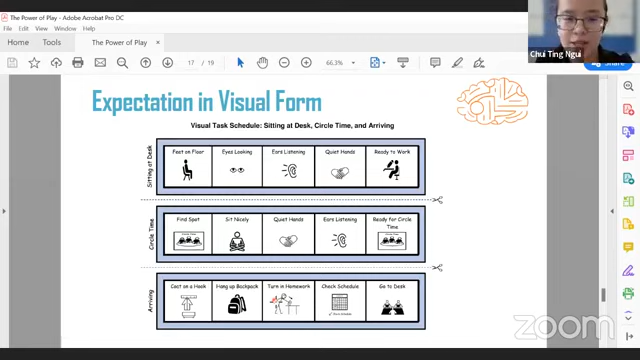 The Power of Play - Adobe Acrobat Pro DC
File Edit View Window Help
Home Tools The Power of Play ×
17 / 19 66.3% Share
Chui Ting Ngui
Expectation in Visual Form
Visual Task Schedule: Sitting at Desk, Circle Time, and Arriving
Sitting at Desk
Feet on Floor Eyes Looking Ears Listening Quiet Hands Ready to Work
Circle Time
Find Spot Sit Nicely Quiet Hands Ears Listening Ready for Circle Time
Arriving
Coat on a Hook Hang up Backpack Turn in Homework Check Schedule Go to Desk
zoom